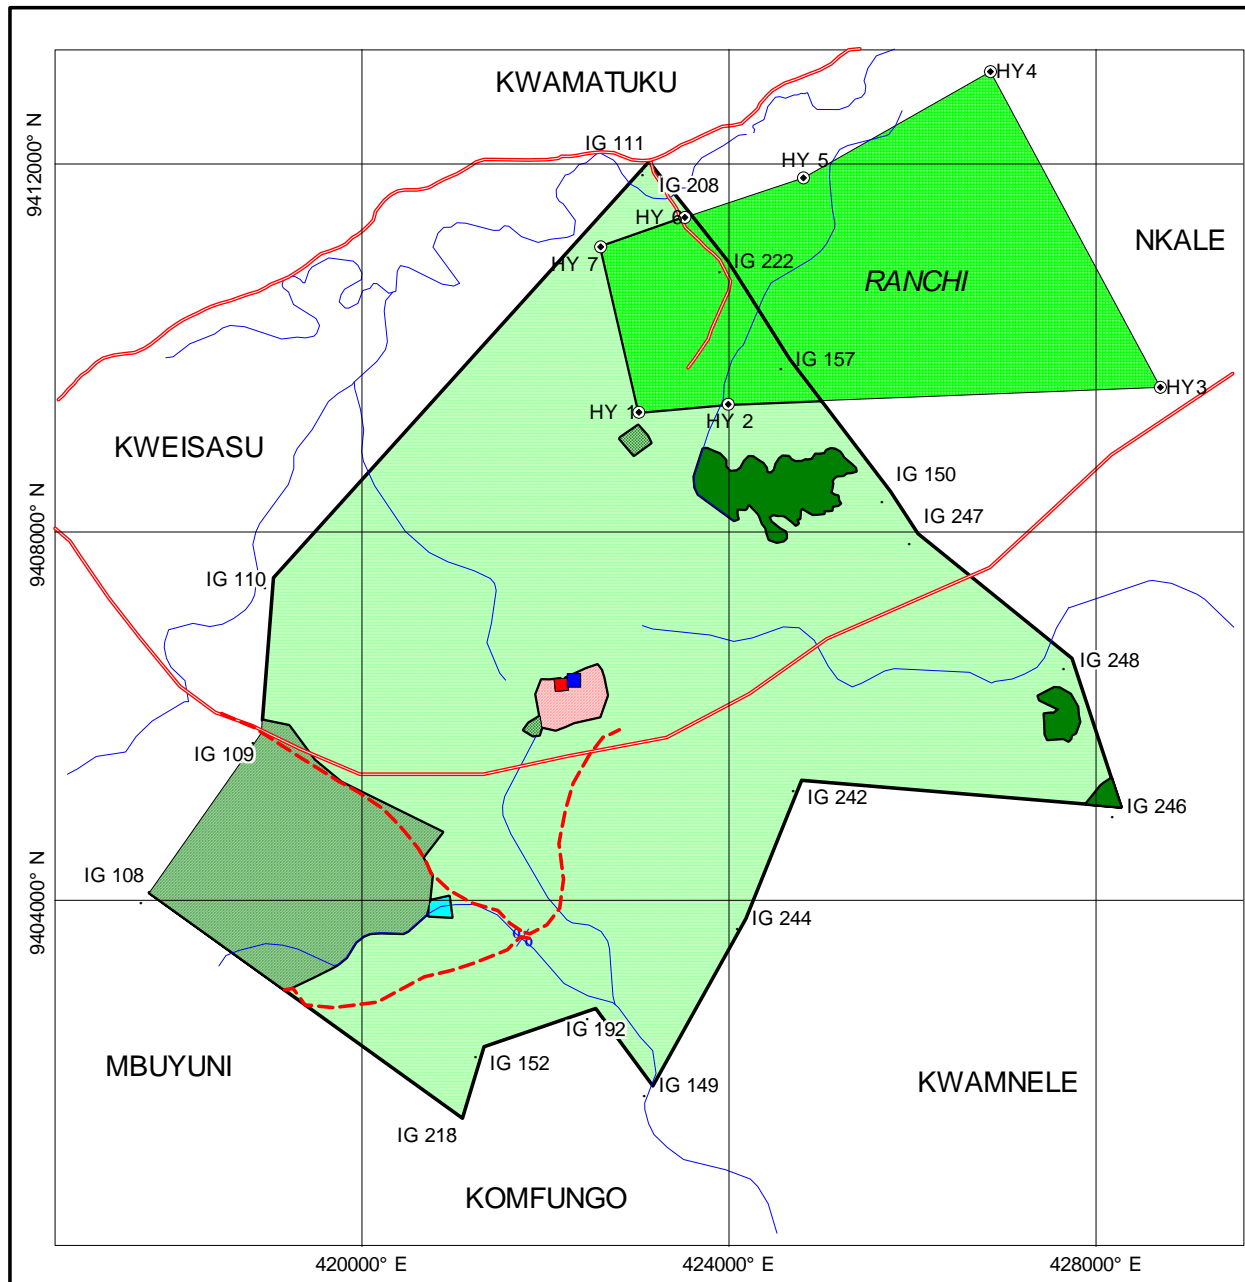 KWAMATUKU
HY4
IG 111
9412000° N
HY 5
IG 208
HY 6
NKALE
HY 7
IG 222
RANCHI
IG 157
HY3
HY 1
HY 2
KWEISASU
IG 150
9408000° N
IG 247
IG 110
IG 248
IG 109
IG 242
IG 246
IG 108
9404000° N
IG 244
IG 192
MBUYUNI
IG 152
IG 149
KWAMNELE
IG 218
KOMFUNGO
420000° E
424000° E
428000° E